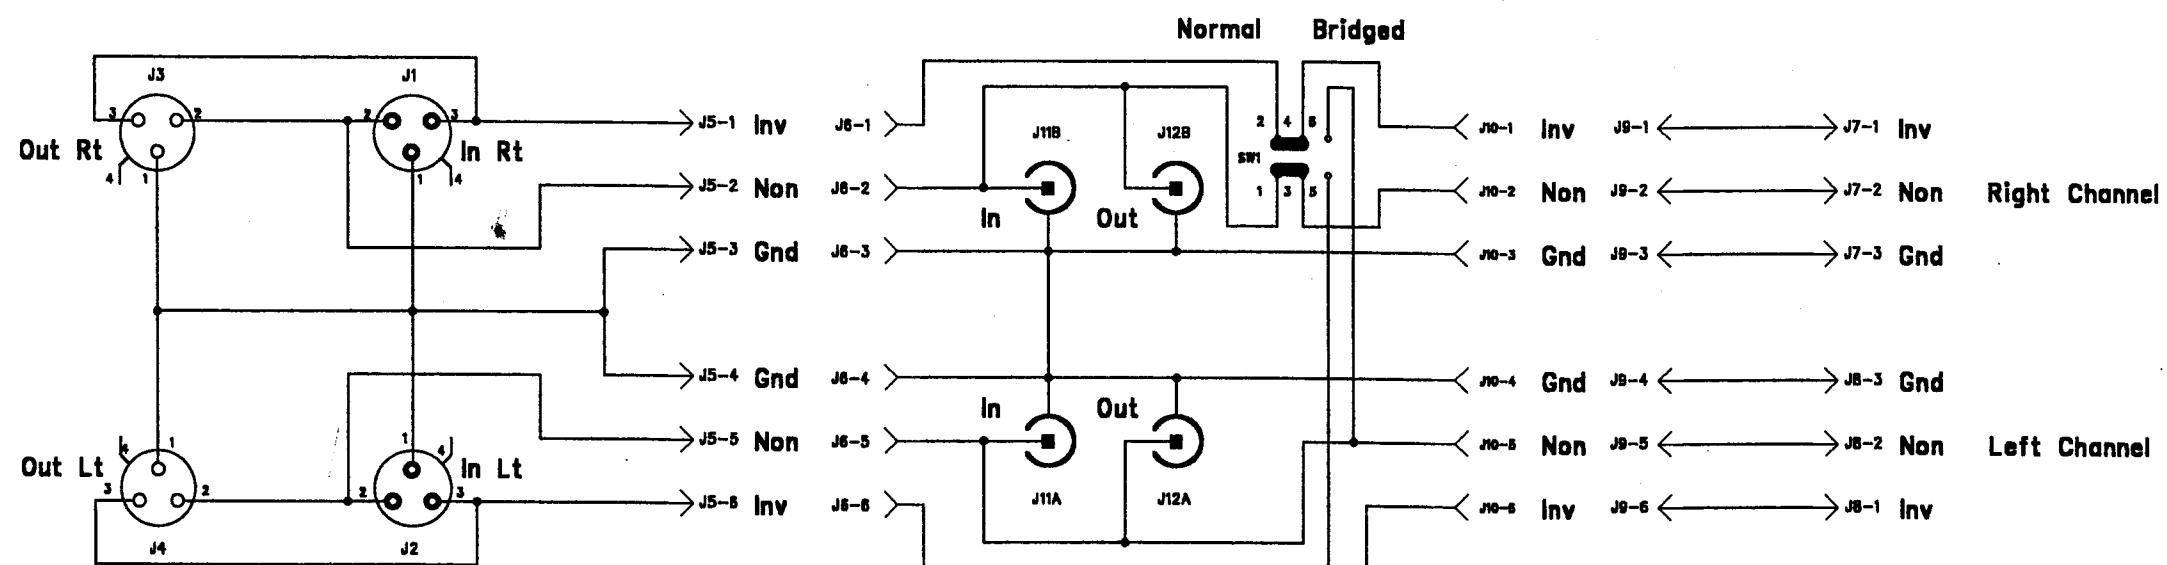 Normal Bridged
J3 J1
3 2 2 3 J5-1 Inv J6-1 2 4 6 J10-1 Inv J9-1 J7-1 Inv
J11B J12B
Out Rt In Rt SW1
4 1 1 4 J5-2 Non J6-2 1 3 5 J10-2 Non J9-2 J7-2 Non Right Channel
In Out
J5-3 Gnd J6-3 J10-3 Gnd J9-3 J7-3 Gnd
J5-4 Gnd J6-4 J10-4 Gnd J9-4 J8-3 Gnd
In Out
4 1 1 4 J5-5 Non J6-5 J10-5 Non J9-5 J8-2 Non Left Channel
Out Lt In Lt
3 2 2 3 J5-6 Inv J6-6 J11A J12A J10-6 Inv J9-6 J8-1 Inv
J4 J2